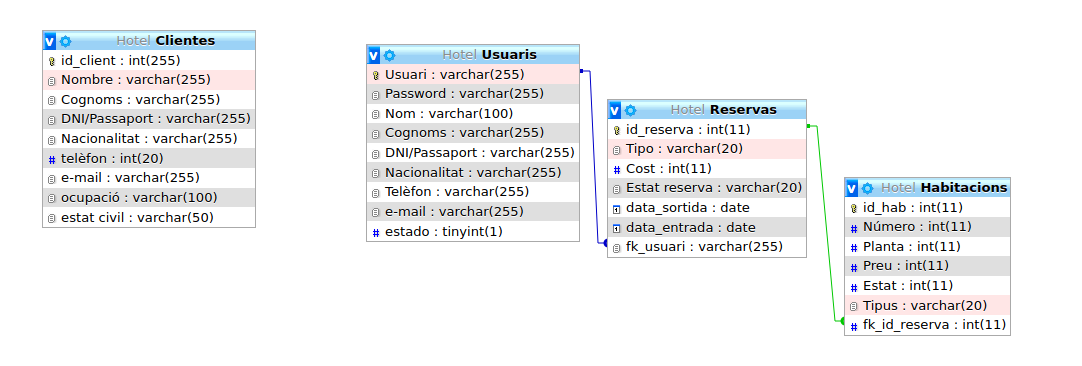 Hotel Clientes
id_client : int(255)
Nombre : varchar(255)
Cognoms : varchar(255)
DNI/Passaport : varchar(255)
Nacionalitat : varchar(255)
telèfon : int(20)
e-mail : varchar(255)
ocupació : varchar(100)
estat civil : varchar(50)
Hotel Usuaris
Usuari : varchar(255)
Password : varchar(255)
Nom : varchar(100)
Cognoms : varchar(255)
DNI/Passaport : varchar(255)
Nacionalitat : varchar(255)
Telèfon : varchar(255)
e-mail : varchar(255)
estado : tinyint(1)
Hotel Reservas
id_reserva : int(11)
Tipo : varchar(20)
Cost : int(11)
Estat reserva : varchar(20)
data_sortida : date
data_entrada : date
fk_usuari : varchar(255)
Hotel Habitacions
id_hab : int(11)
Número : int(11)
Planta : int(11)
Preu : int(11)
Estat : int(11)
Tipus : varchar(20)
fk_id_reserva : int(11)